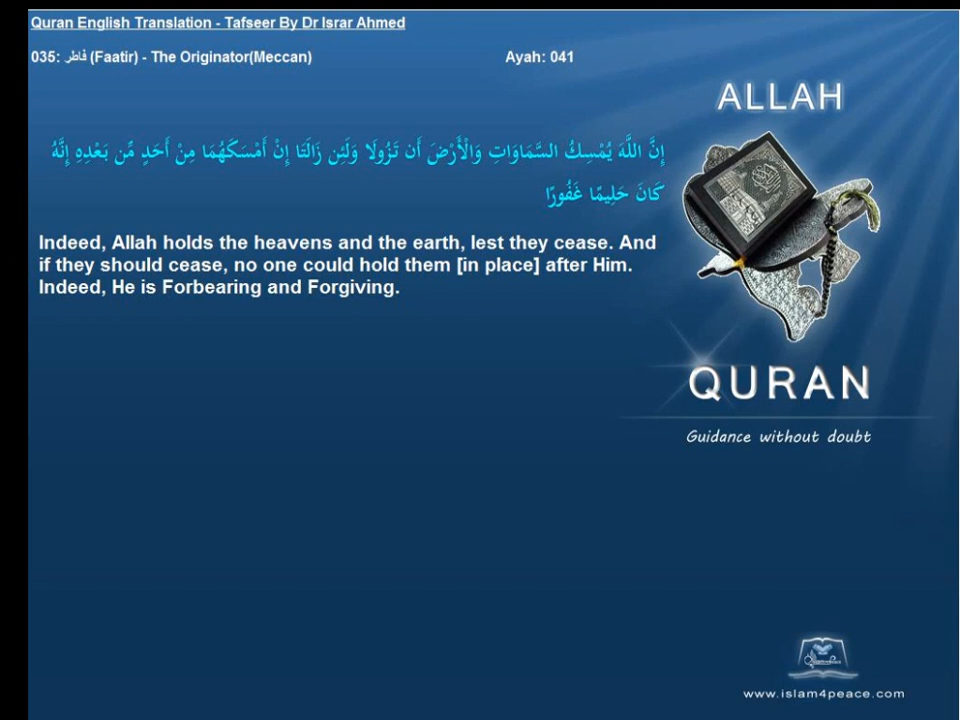 Quran English Translation - Tafseer By Dr Israr Ahmed
035: فاطر (Faatir) - The Originator(Meccan) Ayah: 041
ALLAH
إِنَّ اللَّهَ يُمْسِكُ السَّمَاوَاتِ وَالْأَرْضَ أَن تَزُولَا وَلَئِن زَالَتَا إِنْ أَمْسَكَهُمَا مِنْ أَحَدٍ مِّن بَعْدِهِ إِنَّهُ
كَانَ حَلِيمًا غَفُورًا
Indeed, Allah holds the heavens and the earth, lest they cease. And
if they should cease, no one could hold them [in place] after Him.
Indeed, He is Forbearing and Forgiving.
QURAN
Guidance without doubt
www.islam4peace.com